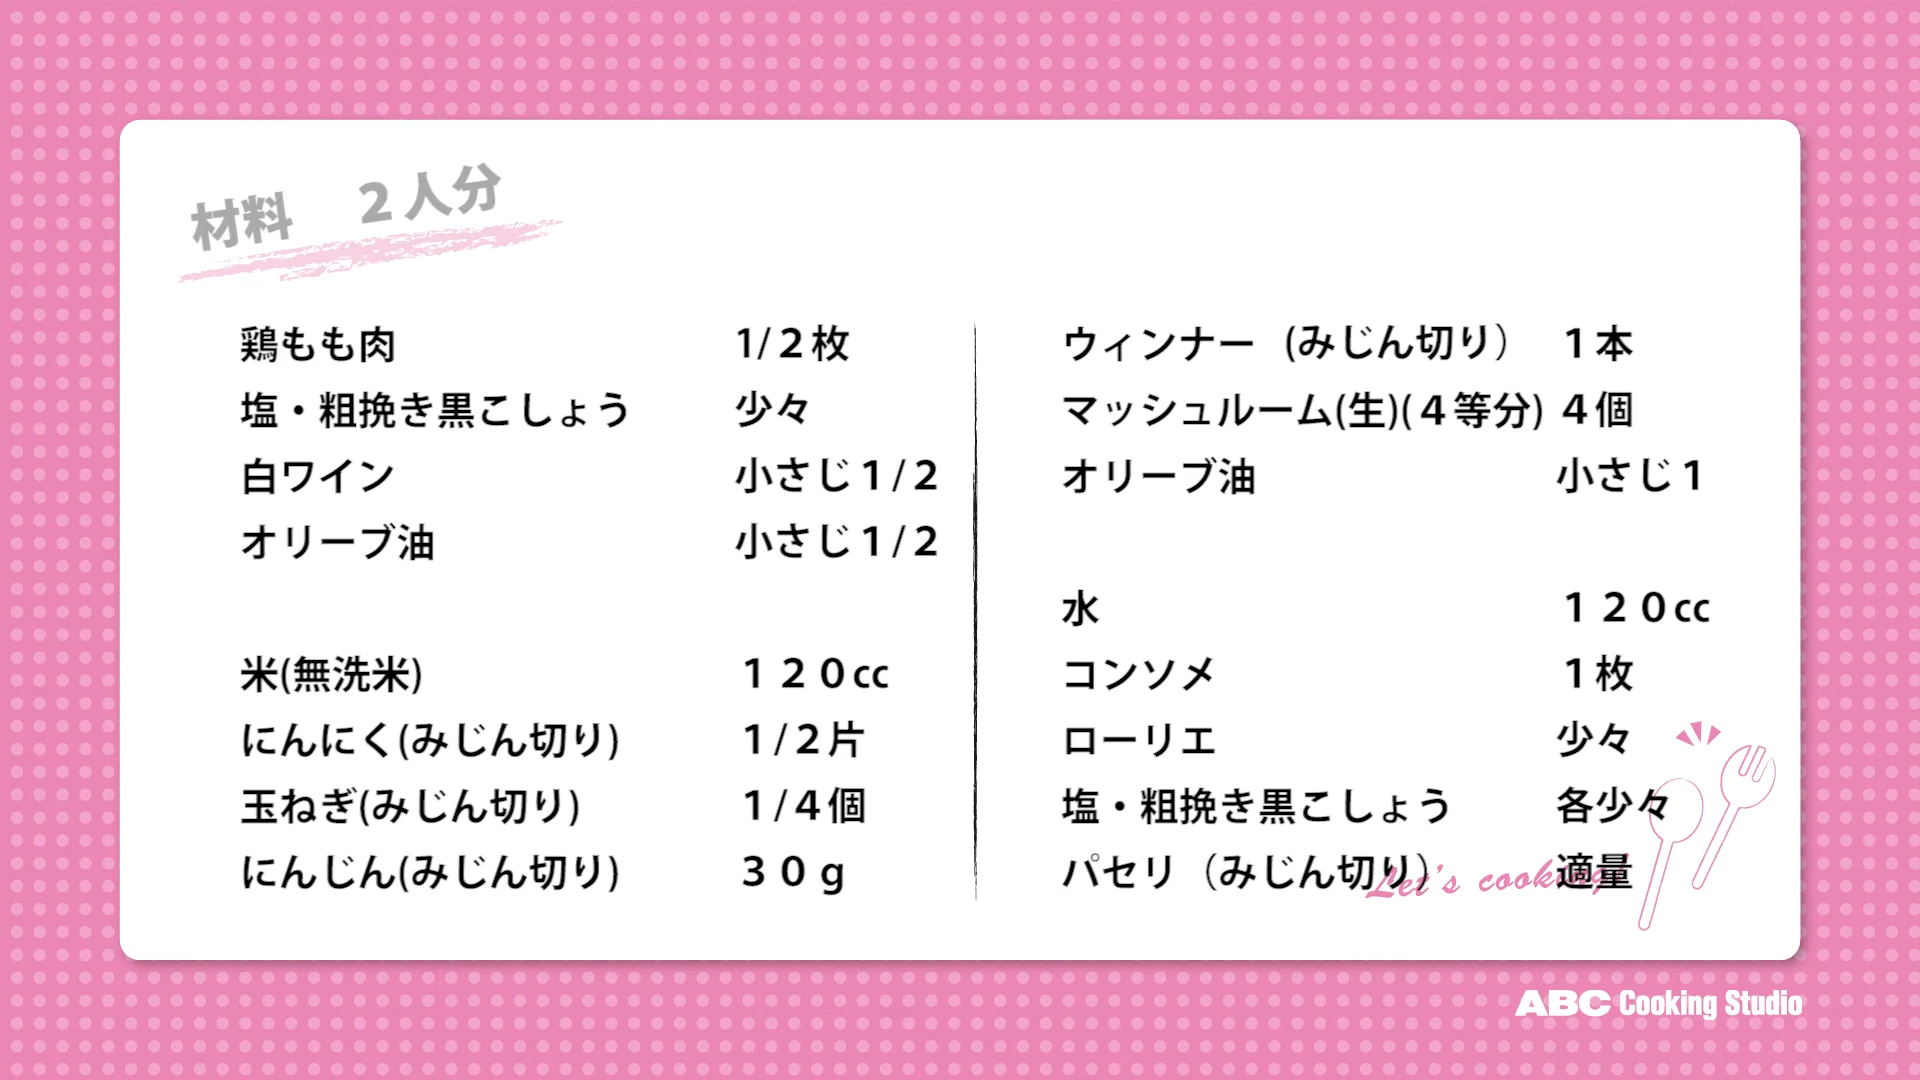 材料　２人分
鶏もも肉　1/２枚
塩・粗挽き黒こしょう　少々
白ワイン　小さじ１/２
オリーブ油　小さじ１/２
米(無洗米)　１２０cc
にんにく(みじん切り)　１/２片
玉ねぎ(みじん切り)　１/４個
にんじん(みじん切り)　３０g
ウィンナー (みじん切り）　１本
マッシュルーム(生)(４等分)　４個
オリーブ油　小さじ１
水　１２０cc
コンソメ　１枚
ローリエ　少々
塩・粗挽き黒こしょう　各少々
パセリ（みじん切り）　適量
Let's cooking!
ABC Cooking Studio